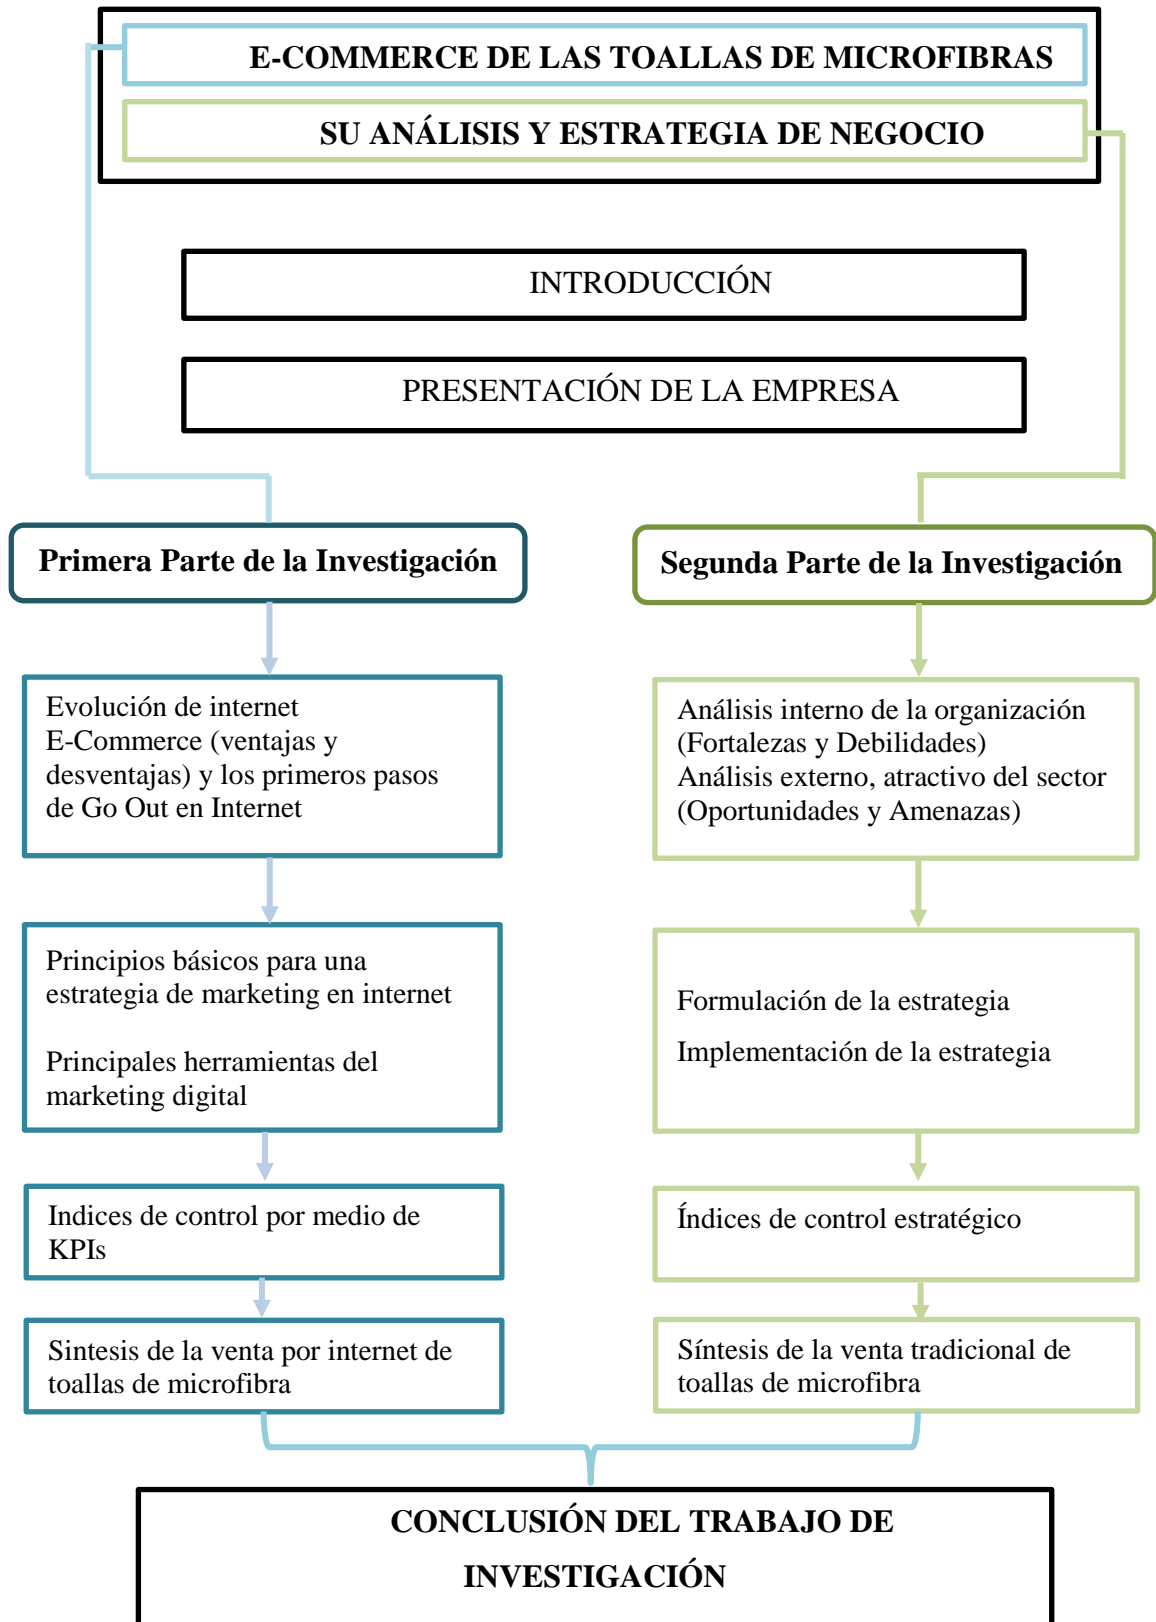 E-COMMERCE DE LAS TOALLAS DE MICROFIBRAS
SU ANÁLISIS Y ESTRATEGIA DE NEGOCIO
INTRODUCCIÓN
PRESENTACIÓN DE LA EMPRESA
Primera Parte de la Investigación
Evolución de internet
E-Commerce (ventajas y
desventajas) y los primeros pasos
de Go Out en Internet
Principios básicos para una
estrategia de marketing en internet
Principales herramientas del
marketing digital
Indices de control por medio de
KPIs
Sintesis de la venta por internet de
toallas de microfibra
Segunda Parte de la Investigación
Análisis interno de la organización
(Fortalezas y Debilidades)
Análisis externo, atractivo del sector
(Oportunidades y Amenazas)
Formulación de la estrategia
Implementación de la estrategia
Índices de control estratégico
Síntesis de la venta tradicional de
toallas de microfibra
CONCLUSIÓN DEL TRABAJO DE
INVESTIGACIÓN